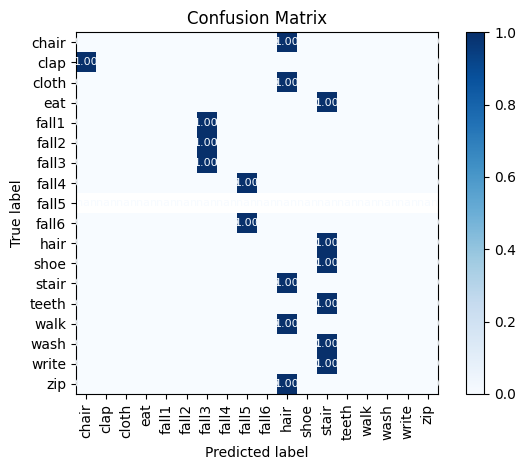 Confusion Matrix
True label
chair 1.00
clap 1.00
cloth 1.00
eat 1.00
fall1 1.00
fall2 1.00
fall3 1.00
fall4 1.00
fall5
fall6 1.00
hair 1.00
shoe 1.00
stair 1.00
teeth 1.00
walk 1.00
wash 1.00
write 1.00
zip 1.00
chair clap cloth eat fall1 fall2 fall3 fall4 fall5 fall6 hair shoe stair teeth walk wash write zip
Predicted label
1.0
0.8
0.6
0.4
0.2
0.0